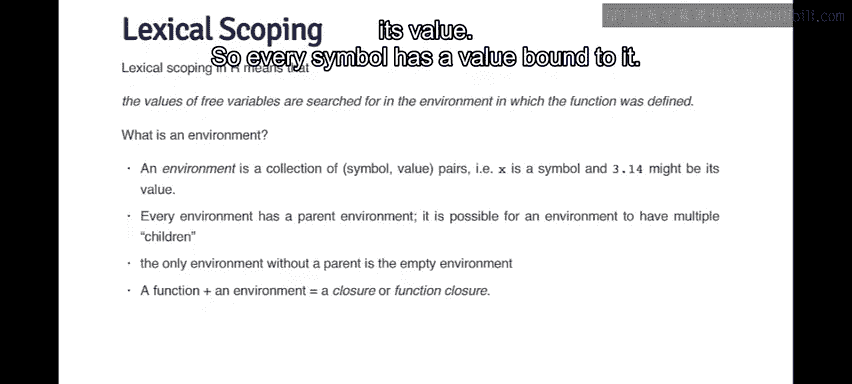 Lexical Scoping
its value.
So every symbol has a value bound to it.
Lexical scoping in R means that
the values of free variables are searched for in the environment in which the function was defined.
What is an environment?
· An environment is a collection of (symbol, value) pairs, i.e. x is a symbol and 3.14 might be its
value.
· Every environment has a parent environment; it is possible for an environment to have multiple
“children”
· the only environment without a parent is the empty environment
· A function + an environment = a closure or function closure.